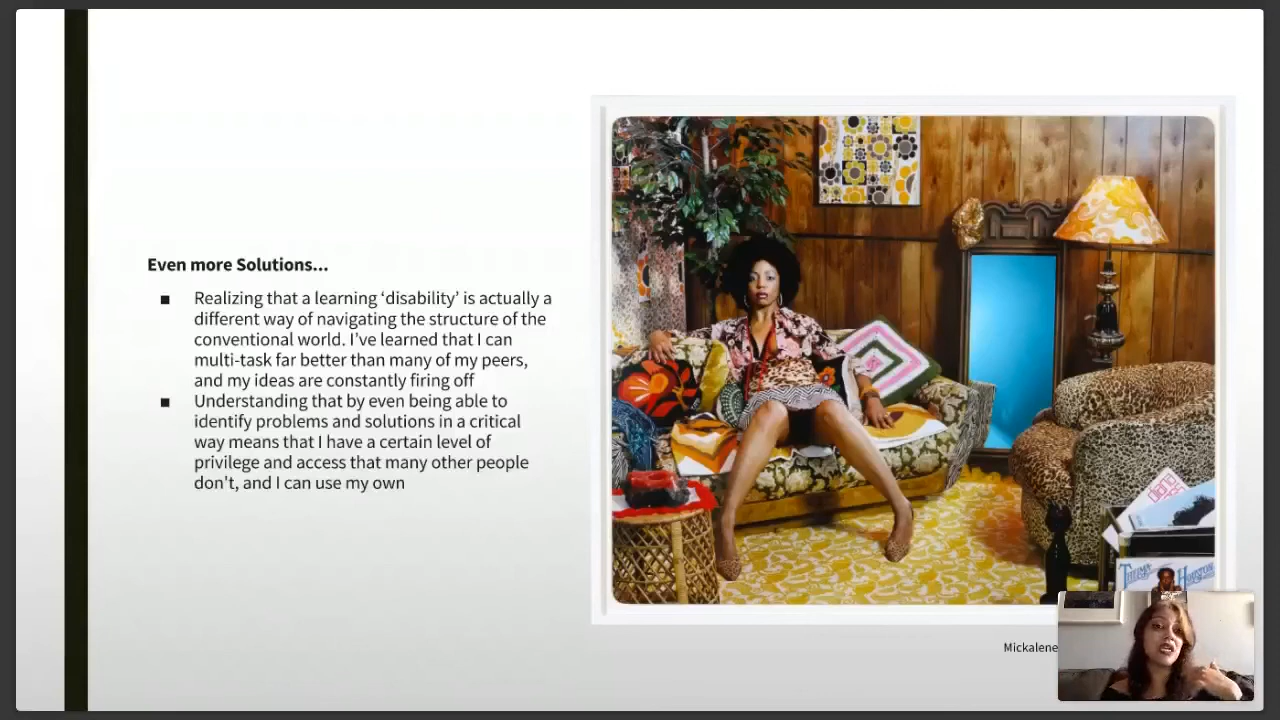 Even more Solutions...
Realizing that a learning ‘disability’ is actually a
different way of navigating the structure of the
conventional world. I’ve learned that I can
multi-task far better than many of my peers,
and my ideas are constantly firing off
Understanding that by even being able to
identify problems and solutions in a critical
way means that I have a certain level of
privilege and access that many other people
don’t, and I can use my own
Thelma Houston
Mickalene